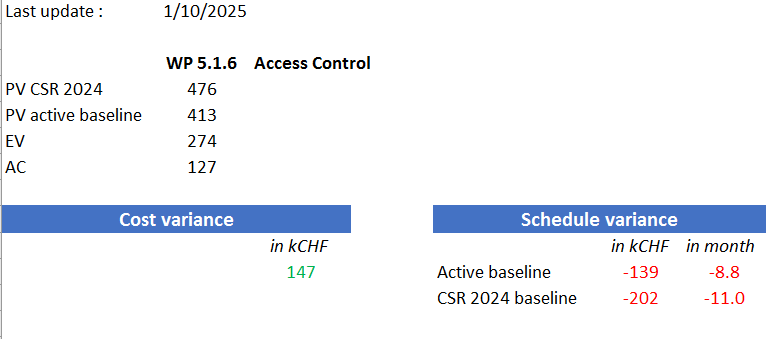 Last update : 1/10/2025
WP 5.1.6 Access Control
PV CSR 2024 476
PV active baseline 413
EV 274
AC 127
Cost variance Schedule variance
in kCHF in kCHF in month
147 Active baseline -139 -8.8
CSR 2024 baseline -202 -11.0